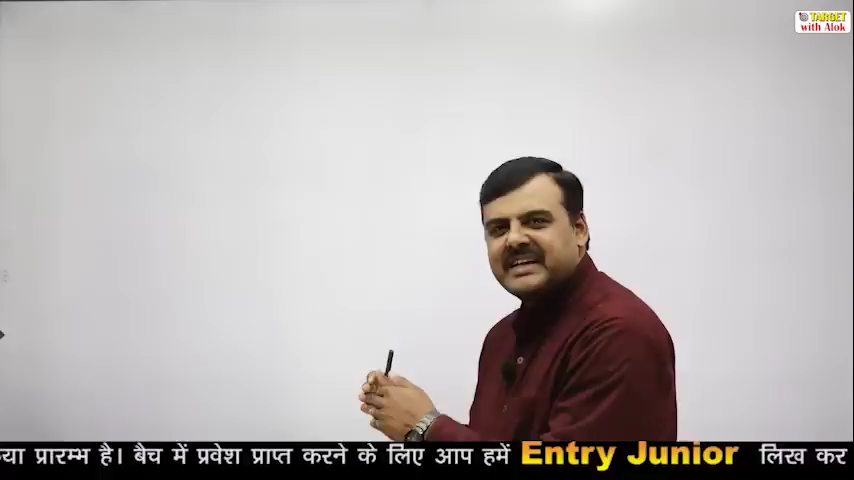 TARGET
with Alok
प्रारम्भ है। बैच में प्रवेश प्राप्त करने के लिए आप हमें Entry Junior लिख कर